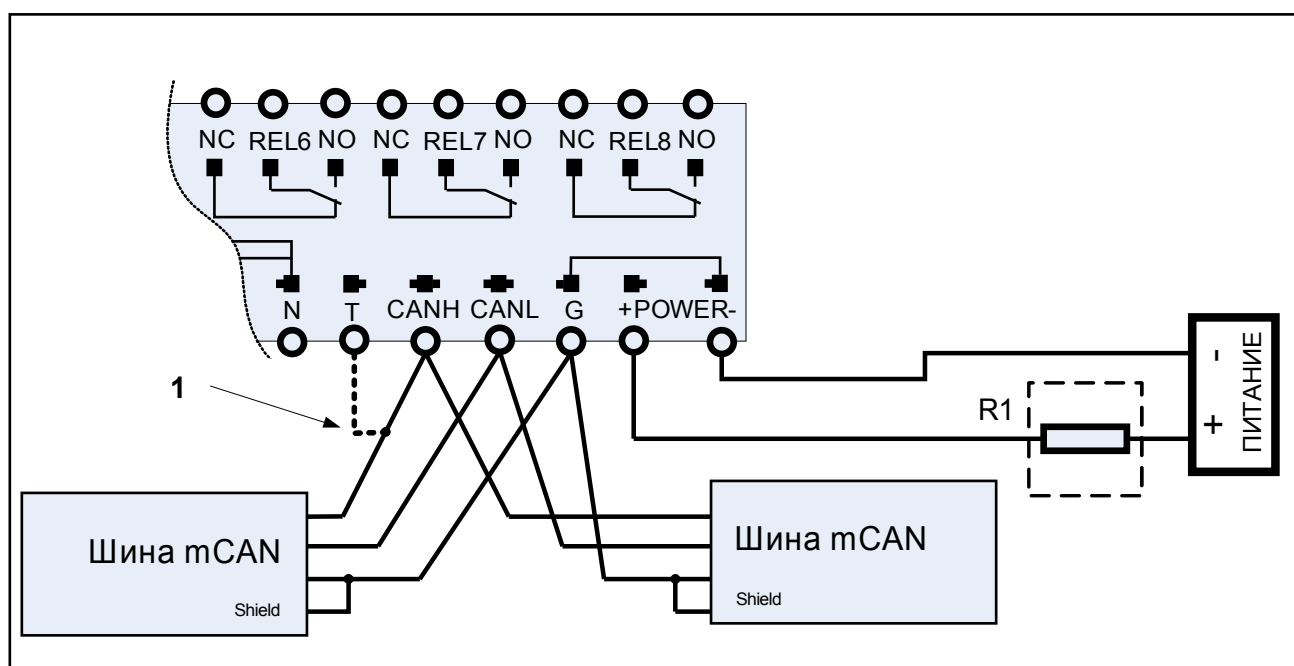 NC REL6 NO NC REL7 NO NC REL8 NO
N T CANH CANL G +POWER-
1
R1
- + ПИТАНИЕ
Шина mCAN
Shield
Шина mCAN
Shield